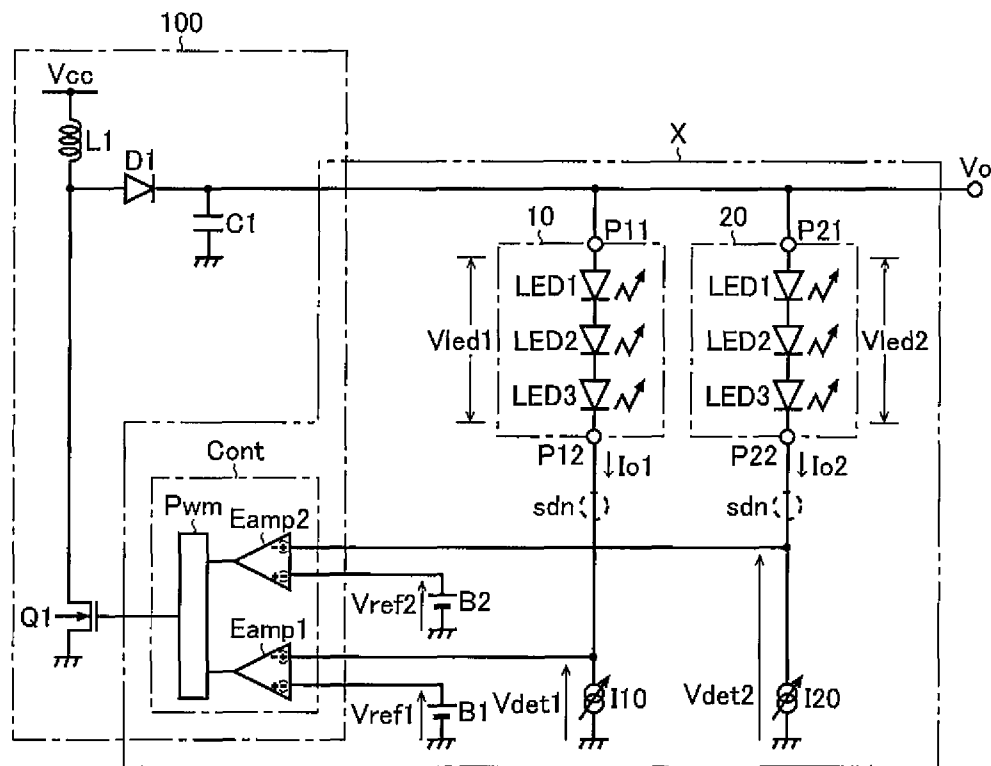 100
Vcc
L1
D1
C1
X
Vo
10
P11
20
P21
LED1
LED2
LED3
Vled1
LED1
LED2
LED3
Vled2
P12
↓Io1
P22
↓Io2
sdn
sdn
Cont
Pwm
Eamp2
Vref2
B2
Q1
Eamp1
Vref1
B1
Vdet1
I10
Vdet2
I20